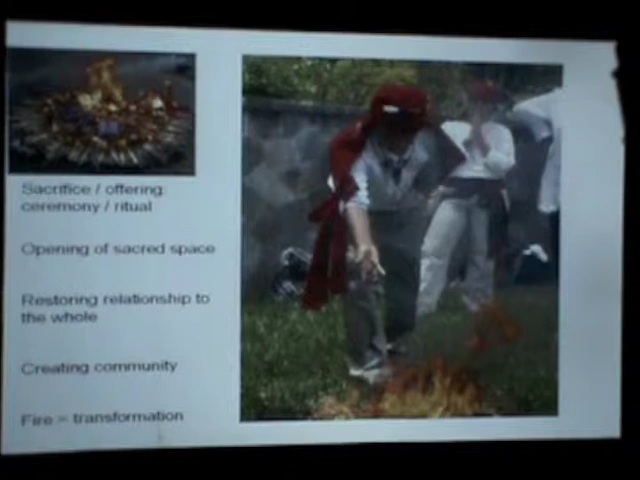 Sacrifice / offering
ceremony / ritual
Opening of sacred space
Restoring relationship to
the whole
Creating community
Fire = transformation